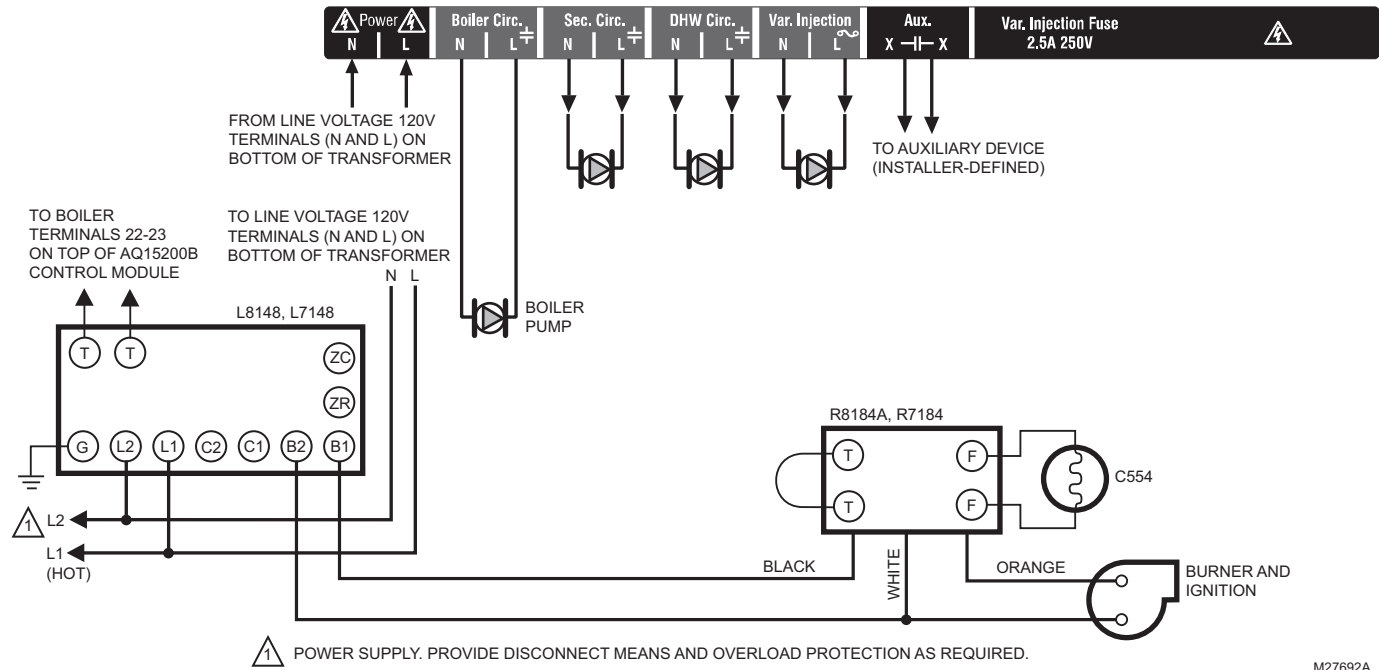 Power
N L
Boiler Circ.
N L
Sec. Circ.
N L
DHW Circ.
N L
Var. Injection
N L
Aux.
X X
Var. Injection Fuse
2.5A 250V
FROM LINE VOLTAGE 120V
TERMINALS (N AND L) ON
BOTTOM OF TRANSFORMER
TO AUXILIARY DEVICE
(INSTALLER-DEFINED)
TO BOILER
TERMINALS 22-23
ON TOP OF AQ15200B
CONTROL MODULE
TO LINE VOLTAGE 120V
TERMINALS (N AND L) ON
BOTTOM OF TRANSFORMER
N L
BOILER
PUMP
L8148, L7148
T T
ZC
ZR
G L2 L1 C2 C1 B2 B1
R8184A, R7184
T F
T F
C554
1 L2
L1
(HOT)
BLACK
WHITE
ORANGE
BURNER AND
IGNITION
1 POWER SUPPLY. PROVIDE DISCONNECT MEANS AND OVERLOAD PROTECTION AS REQUIRED.
M27692A